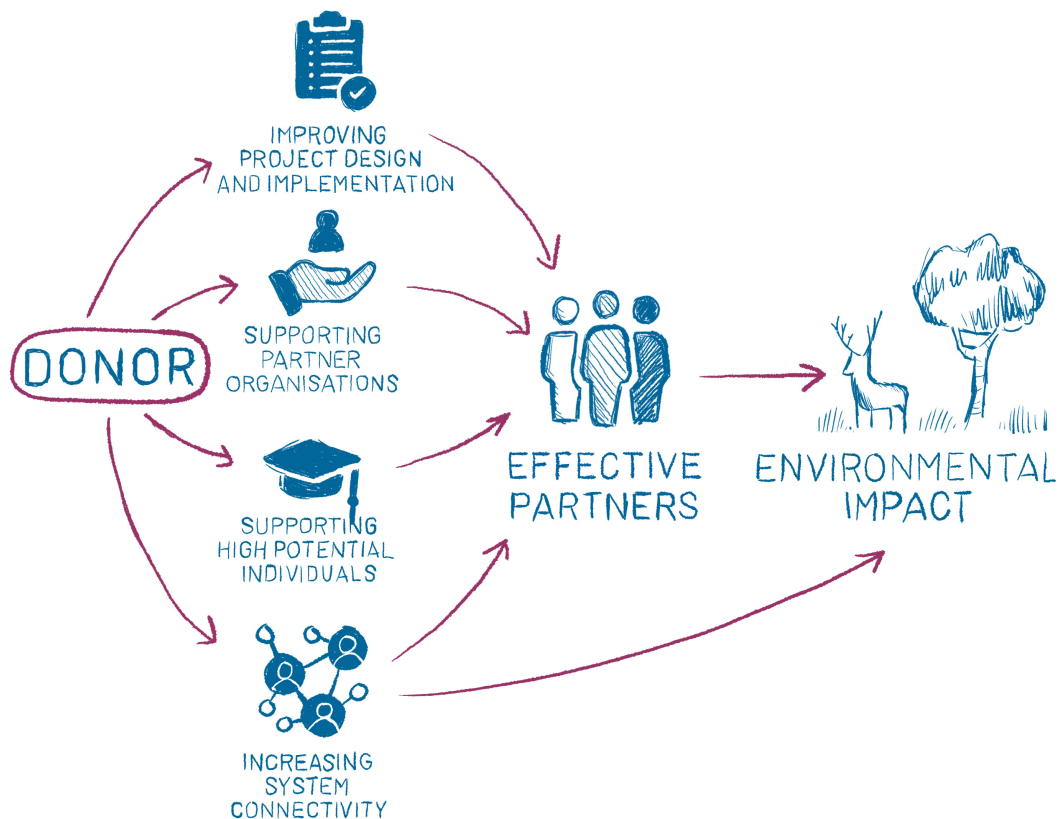 IMPROVING
PROJECT DESIGN
AND IMPLEMENTATION
SUPPORTING
PARTNER
ORGANISATIONS
DONOR
SUPPORTING
HIGH POTENTIAL
INDIVIDUALS
INCREASING
SYSTEM
CONNECTIVITY
EFFECTIVE
PARTNERS
ENVIRONMENTAL
IMPACT